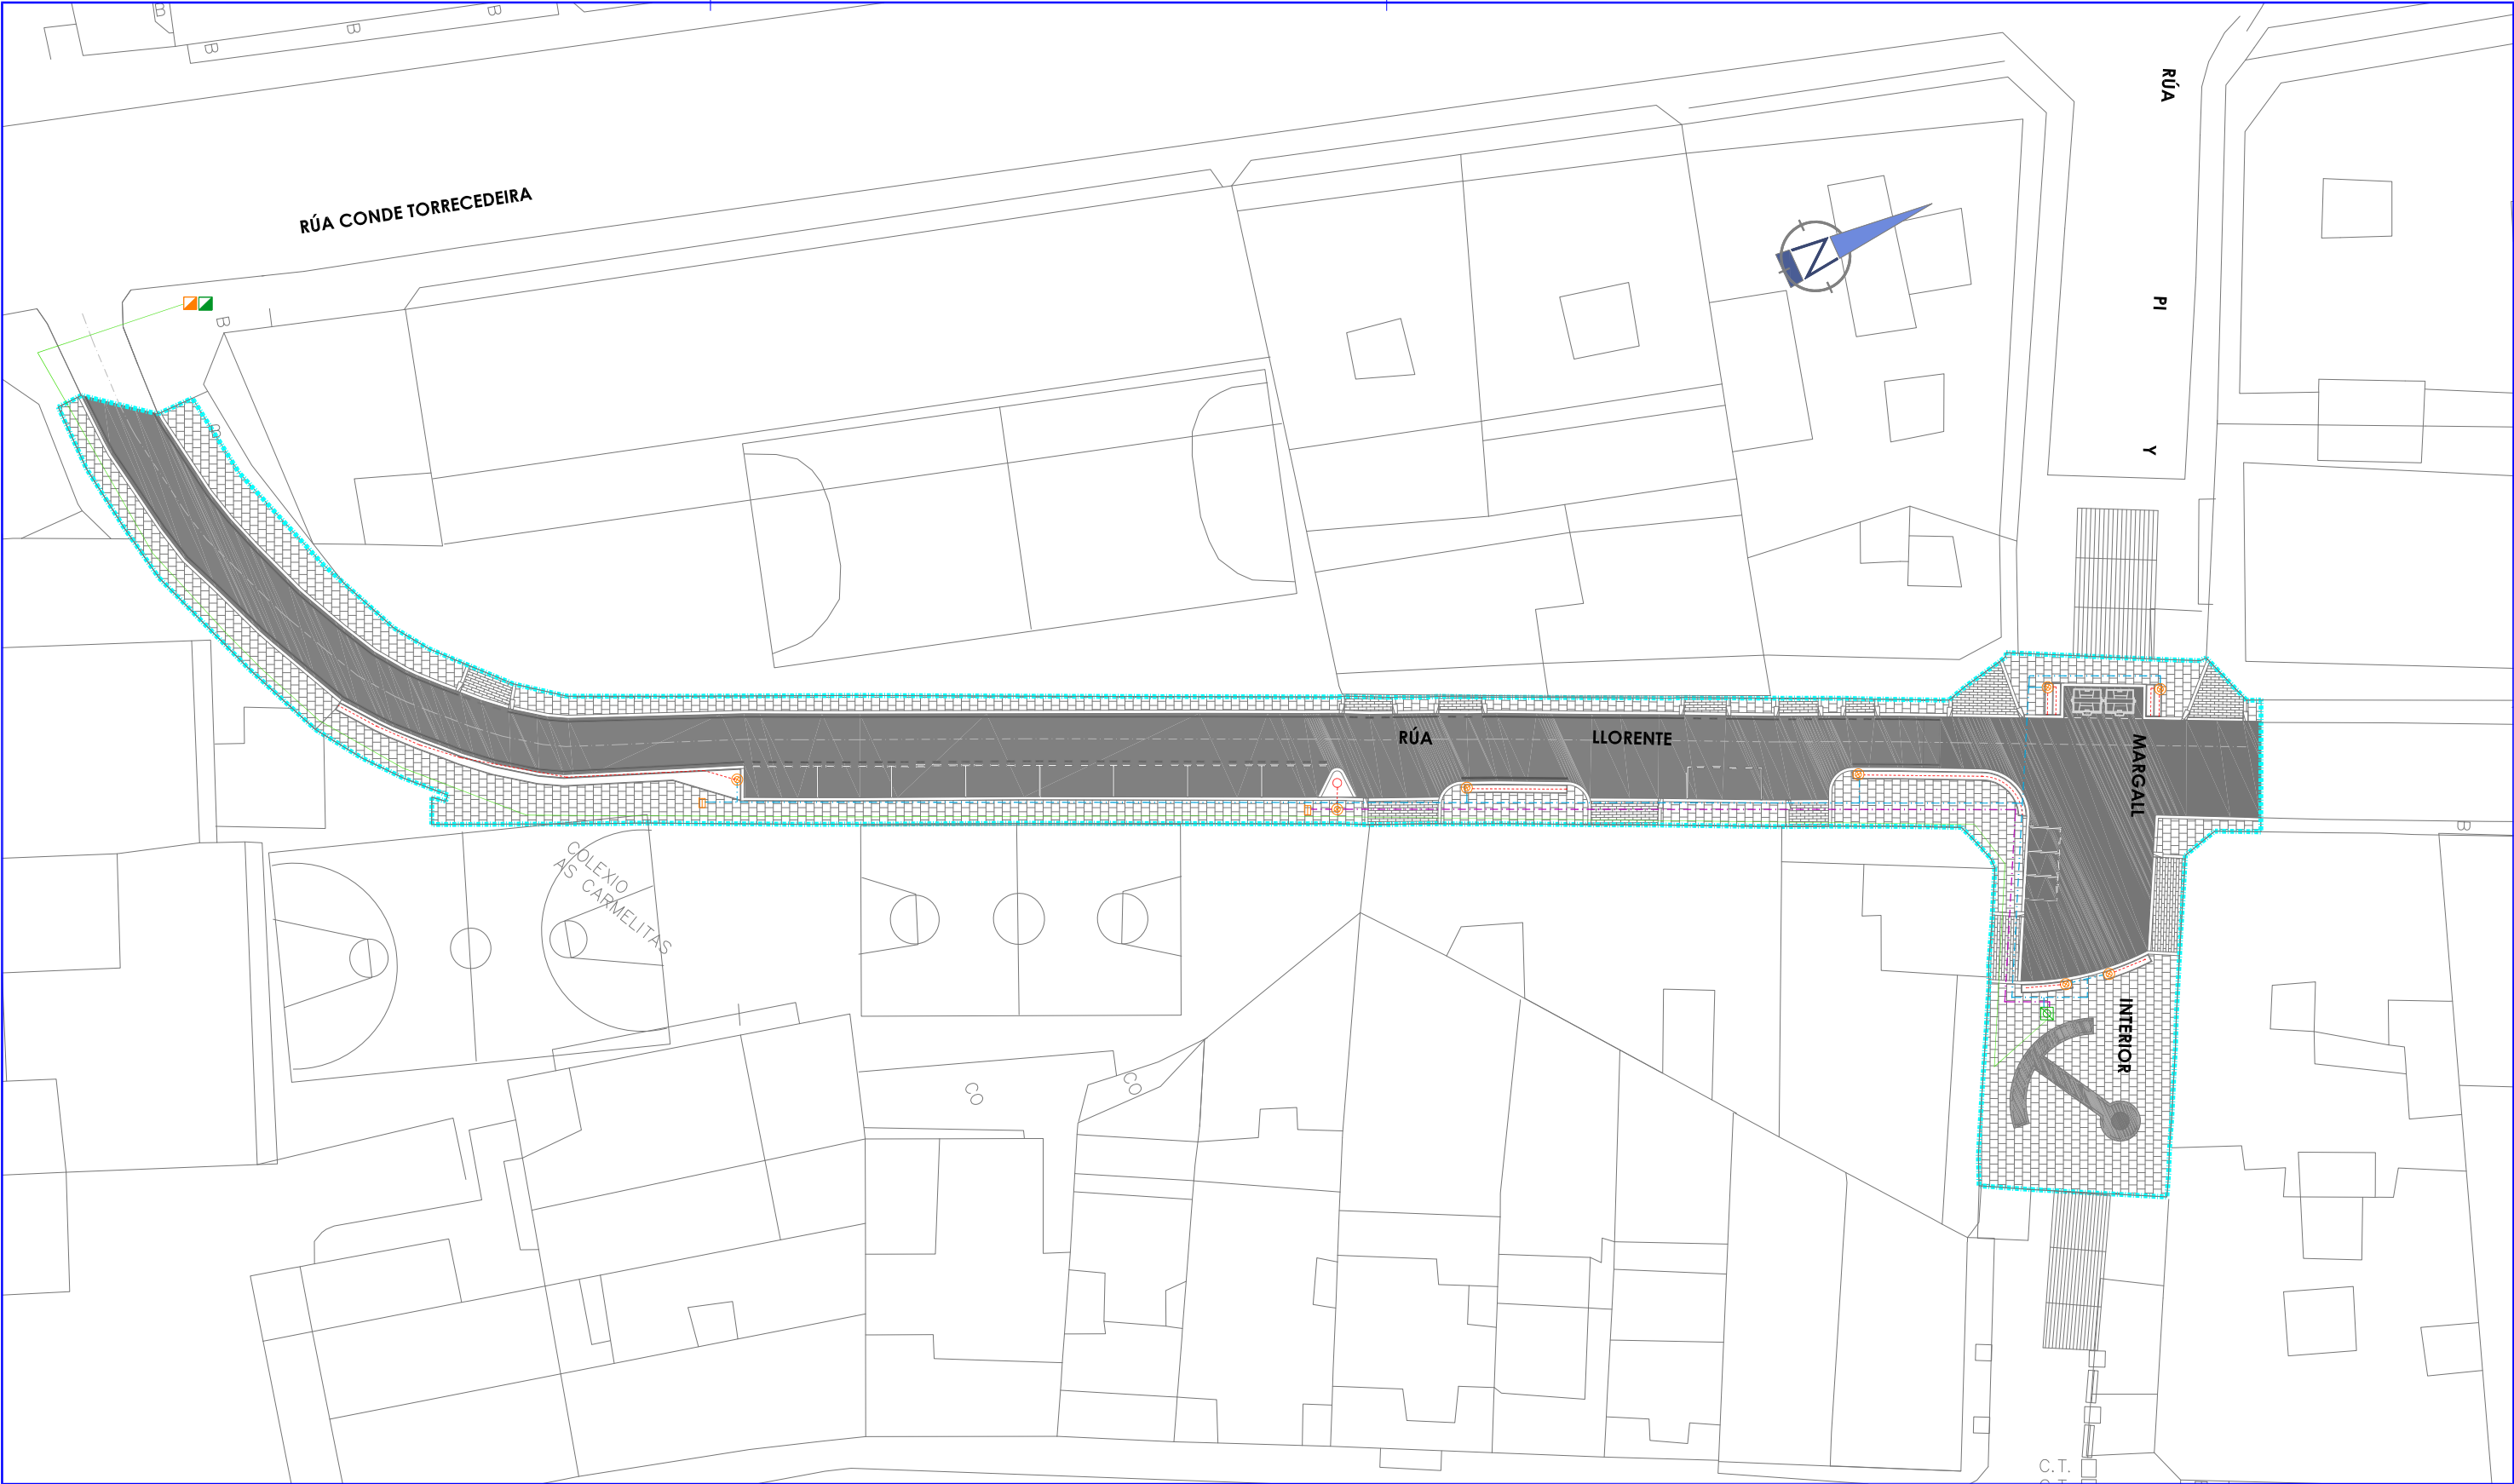 B
B
B
B
RÚA
RÚA CONDE TORRECEDEIRA
N
PI
B
B
Y
RÚA
LLORENTE
MARGALL
B
COLEXIO
AS CARMELITAS
INTERIOR
CO
CO
C.T.